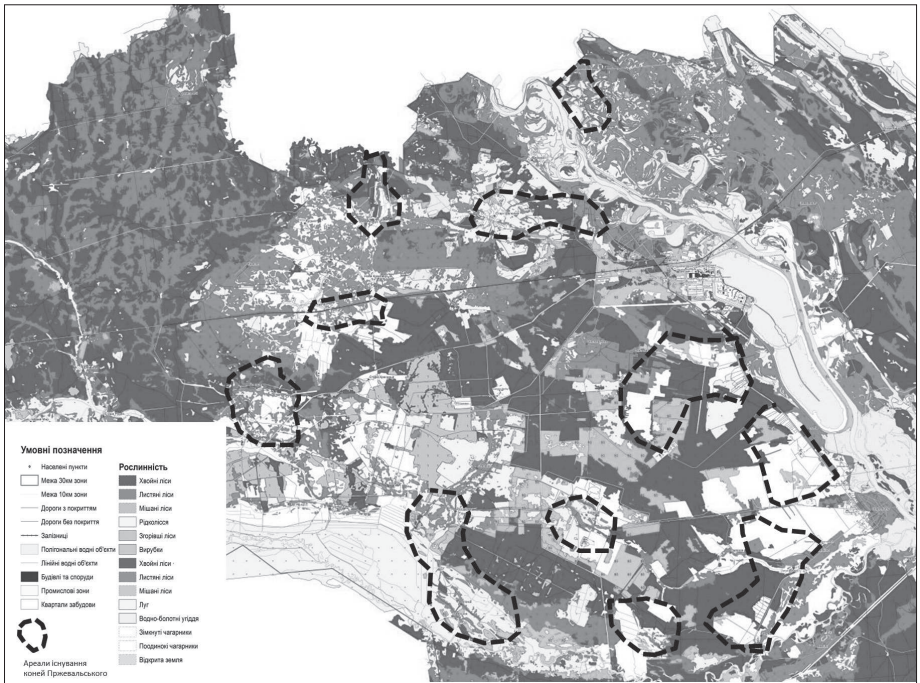 Умовні позначення
Населені пункти
Межа 30км зони
Межа 10км зони
Дороги з покриттям
Дороги без покриття
Залізниці
Полігональні водні об'єкти
Лінійні водні об'єкти
Будівлі та споруди
Промислові зони
Квартали забудови
Ареали існування
коней Пржевальського
Рослинність
Хвойні ліси
Листяні ліси
Мішані ліси
Рідколісся
Згорівші ліси
Вирубки
Хвойні ліси
Листяні ліси
Мішані ліси
Луг
Водно-болотні угіддя
Зімкнуті чагарники
Поодинокі чагарники
Відкрита земля